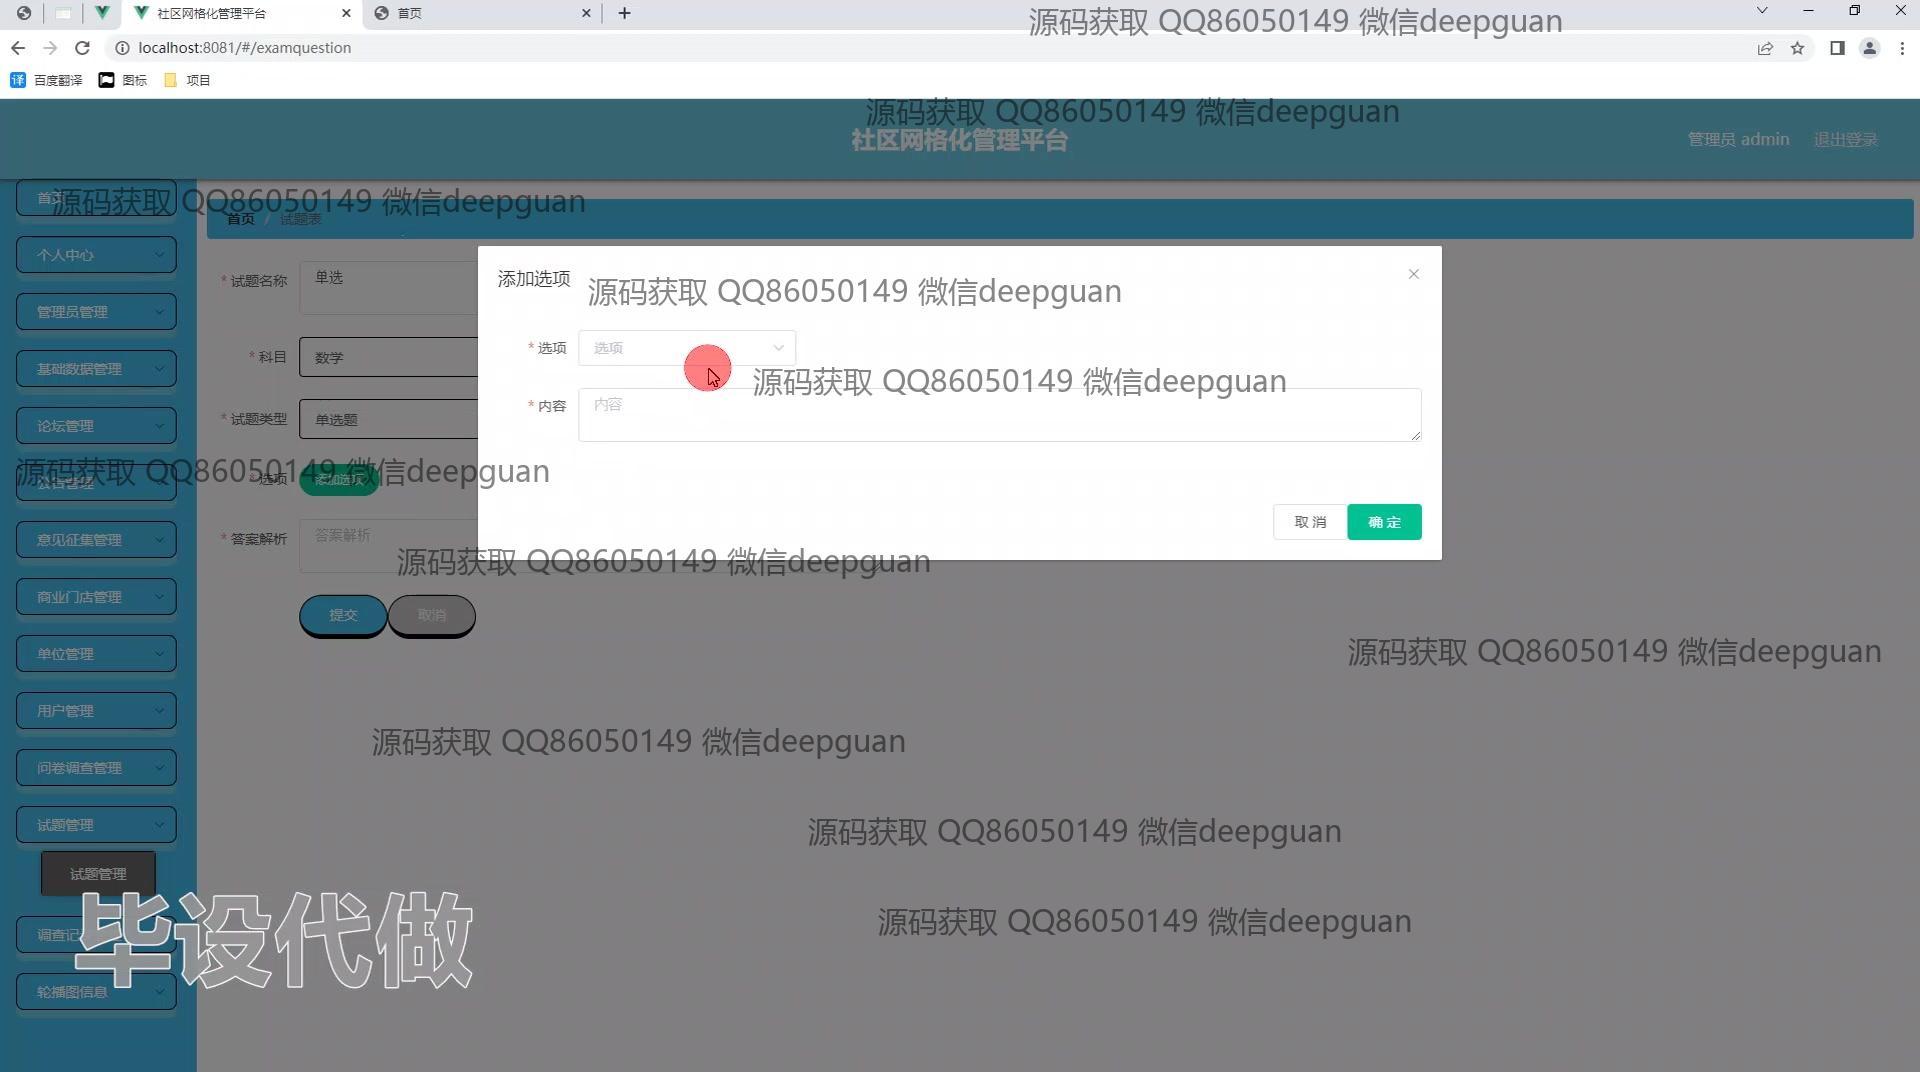 社区网格化管理平台
首页
源码获取 QQ86050149 微信deepguan
localhost:8081/#/examquestion
百度翻译
图标
项目
源码获取 QQ86050149 微信deepguan
社区网格化管理平台
管理员 admin
退出登录
首页
源码获取 QQ86050149 微信deepguan
首页 / 试题表
个人中心
管理员管理
基础数据管理
论坛管理
公告管理
意见征集管理
商业门店管理
单位管理
用户管理
问卷调查管理
试题管理
试题管理
轮播图信息
* 试题名称
单选
* 科目
数学
* 试题类型
单选题
* 选项
添加选项
源码获取 QQ86050149 微信deepguan
* 答案解析
答案解析
提交
取消
添加选项
源码获取 QQ86050149 微信deepguan
* 选项
选项
源码获取 QQ86050149 微信deepguan
* 内容
内容
取 消
确 定
源码获取 QQ86050149 微信deepguan
源码获取 QQ86050149 微信deepguan
源码获取 QQ86050149 微信deepguan
源码获取 QQ86050149 微信deepguan
源码获取 QQ86050149 微信deepguan
毕设代做